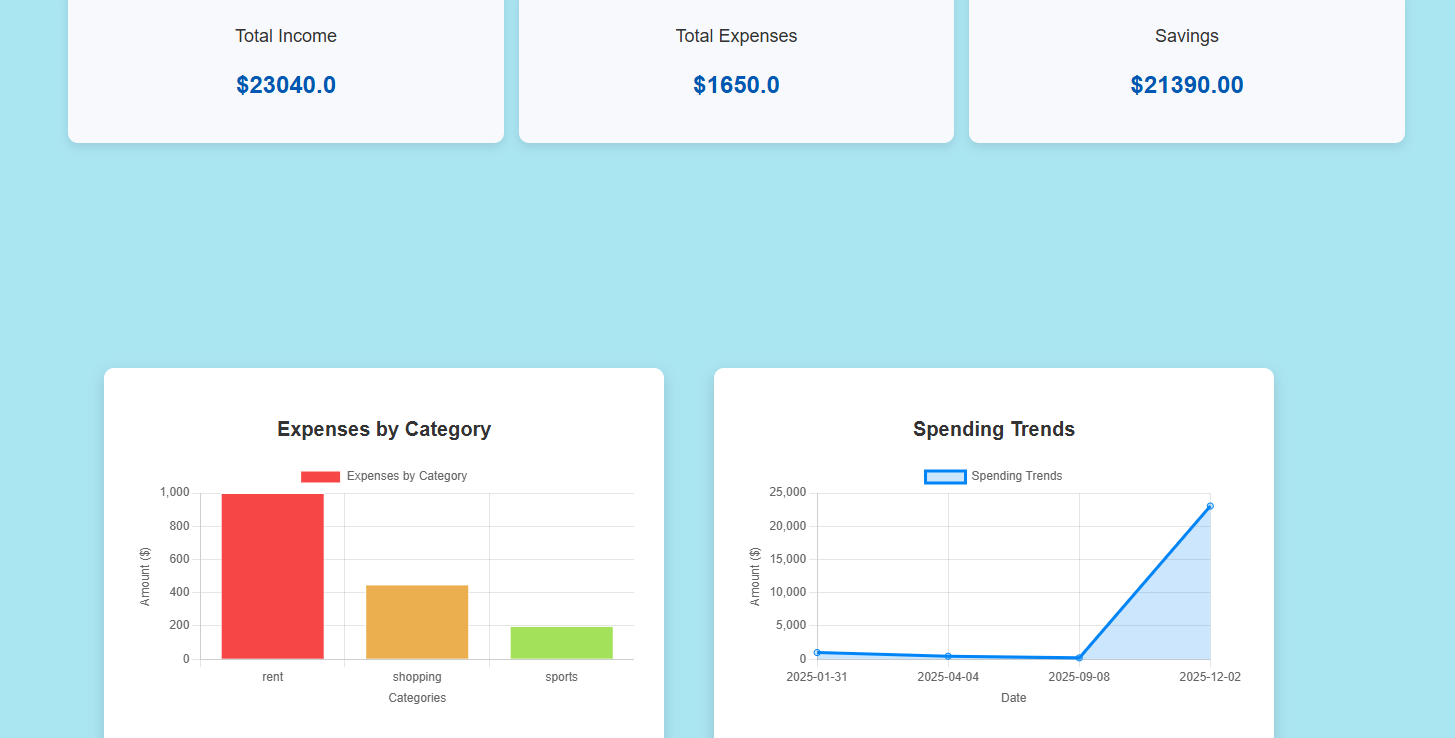 Total Income
$23040.0
Total Expenses
$1650.0
Savings
$21390.00
Expenses by Category
Expenses by Category
1,000
800
600
400
200
0
Amount ($)
rent
shopping
sports
Categories
Spending Trends
Spending Trends
25,000
20,000
15,000
10,000
5,000
0
Amount ($)
2025-01-31
2025-04-04
2025-09-08
2025-12-02
Date